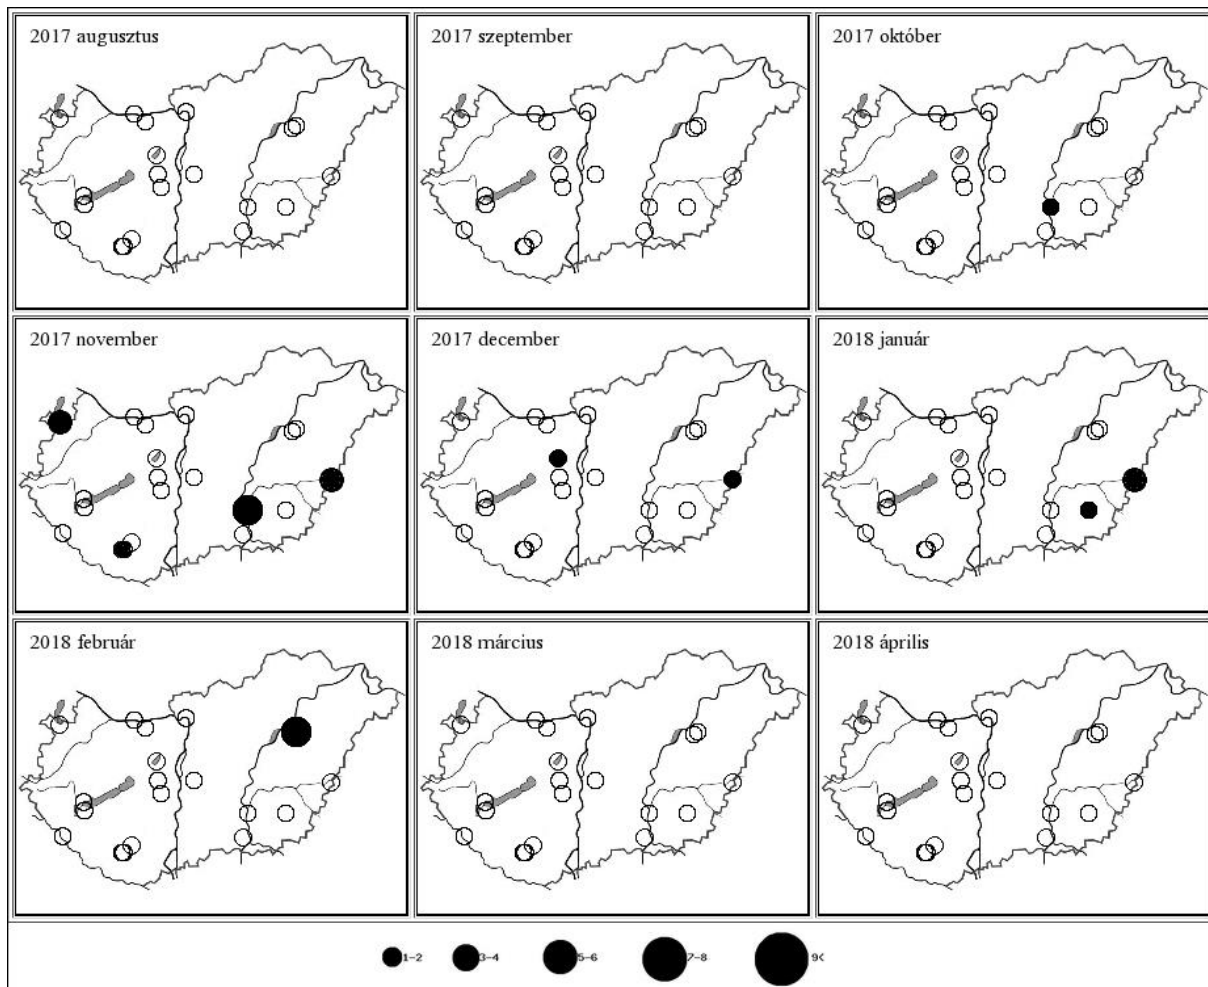 2017 augusztus
2017 szeptember
2017 október
2017 november
2017 december
2018 január
2018 február
2018 március
2018 április
1-2 3-4 5-6 7-8 9<